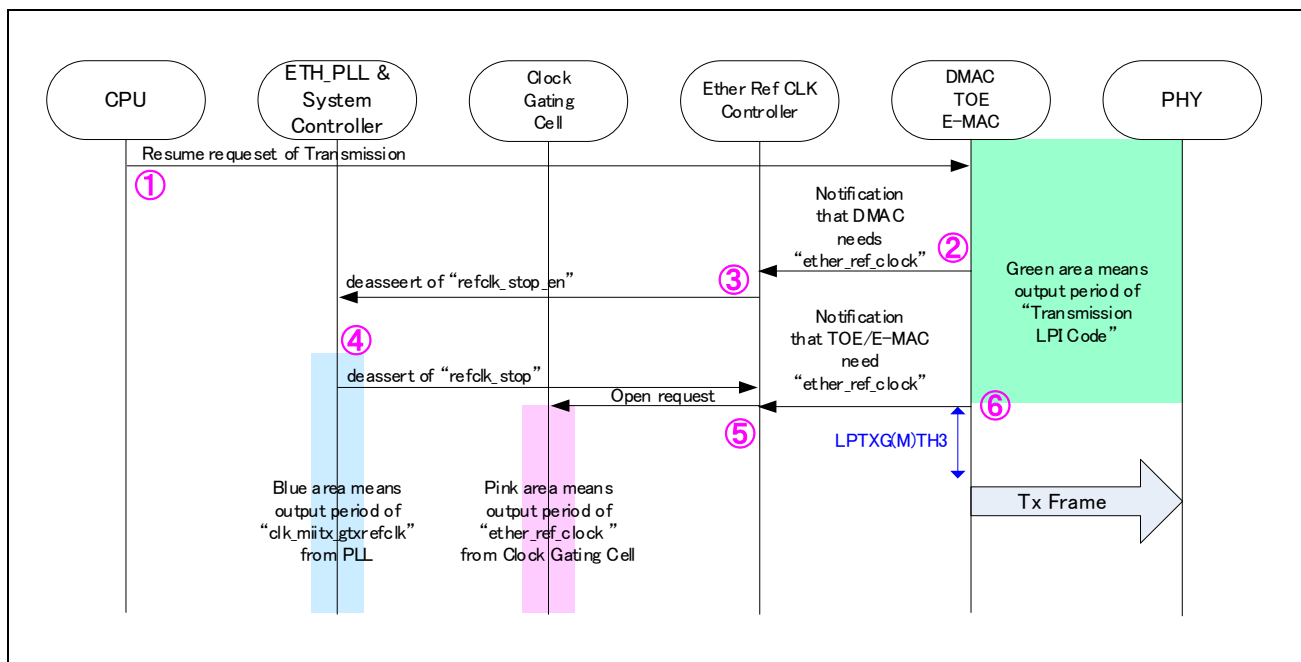 CPU
ETH_PLL &
System
Controller
Clock
Gating
Cell
Ether Ref CLK
Controller
DMAC
TOE
E-MAC
PHY
Resume requeset of Transmission
①
Notification
that DMAC
needs
“ether_ref_clock”
②
deasseert of “refclk_stop_en”
③
Green area means
output period of
“Transmission
LPI Code”
④
Notification
that TOE/E-MAC
need
“ether_ref_clock”
deassert of “refclk_stop”
Open request
⑤
⑥
LPTXG(M)TH3
Blue area means
output period of
“clk_miitx_gtxrefclk”
from PLL
Pink area means
output period of
“ether_ref_clock”
from Clock Gating Cell
Tx Frame